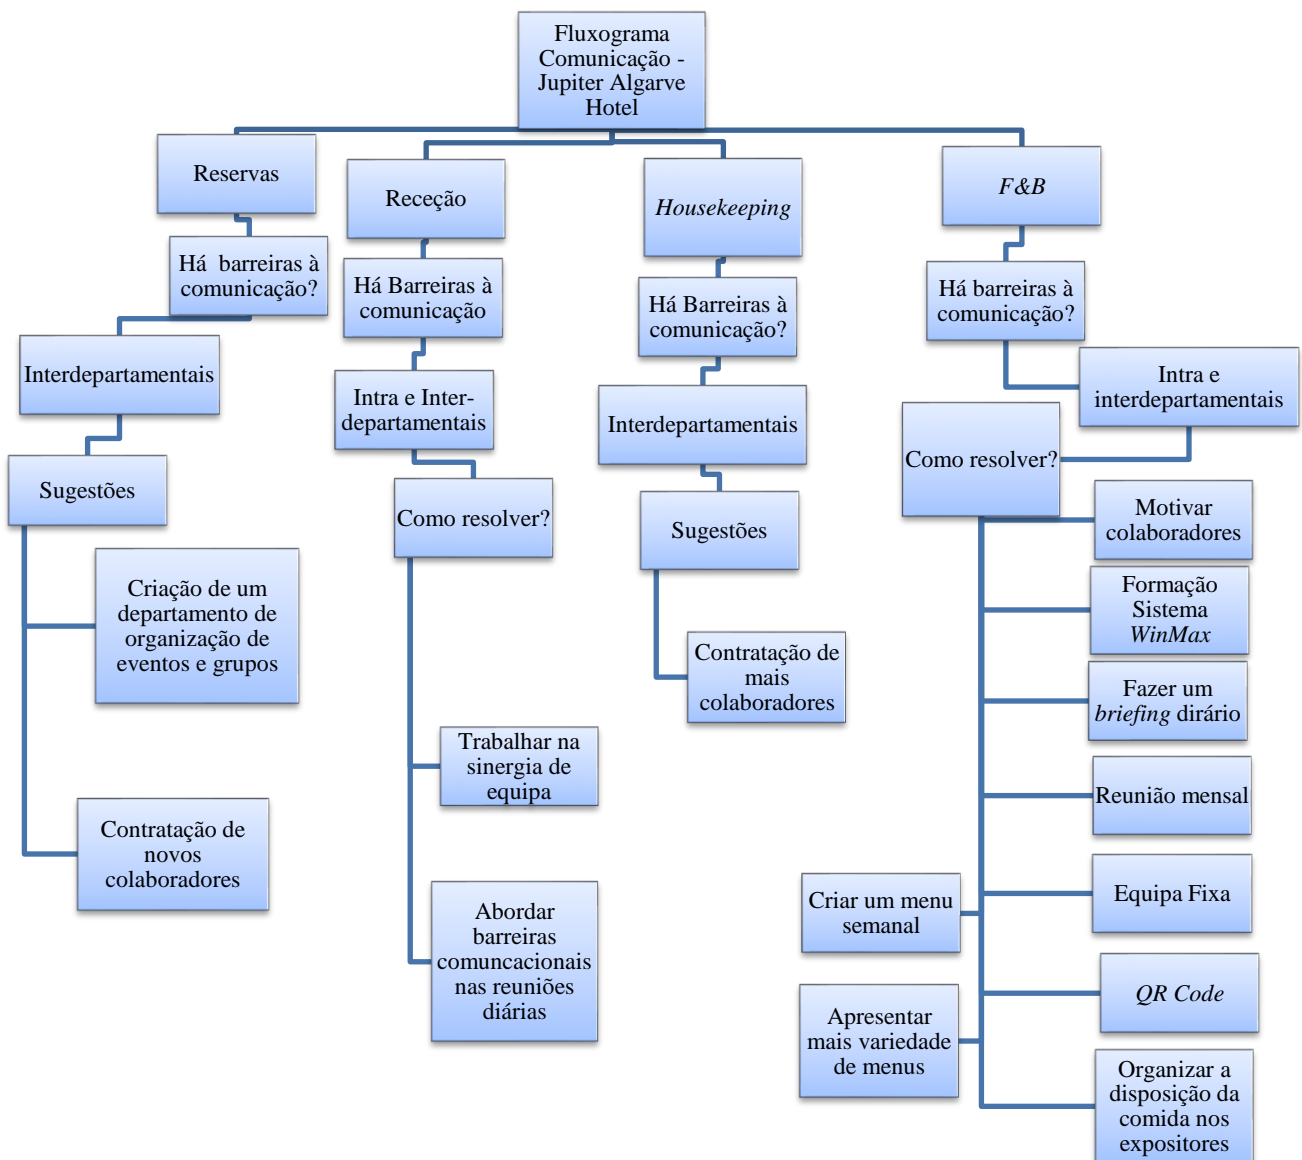 Fluxograma
Comunicação -
Jupiter Algarve
Hotel
Reservas
Receção
Housekeeping
F&B
Há barreiras à
comunicação?
Há Barreiras à
comunicação
Há Barreiras à
comunicação?
Há barreiras à
comunicação?
Interdepartamentais
Intra e Inter-
departamentais
Interdepartamentais
Intra e
interdepartamentais
Sugestões
Como resolver?
Sugestões
Como resolver?
Criação de um
departamento de
organização de
eventos e grupos
Contratação de
novos
colaboradores
Trabalhar na
sinergia de
equipa
Abordar
barreiras
comuncacionais
nas reuniões
diárias
Contratação de
mais
colaboradores
Motivar
colaboradores
Formação
Sistema
WinMax
Fazer um
briefing dirário
Reunião mensal
Equipa Fixa
Criar um menu
semanal
QR Code
Apresentar
mais variedade
de menus
Organizar a
disposição da
comida nos
expositores